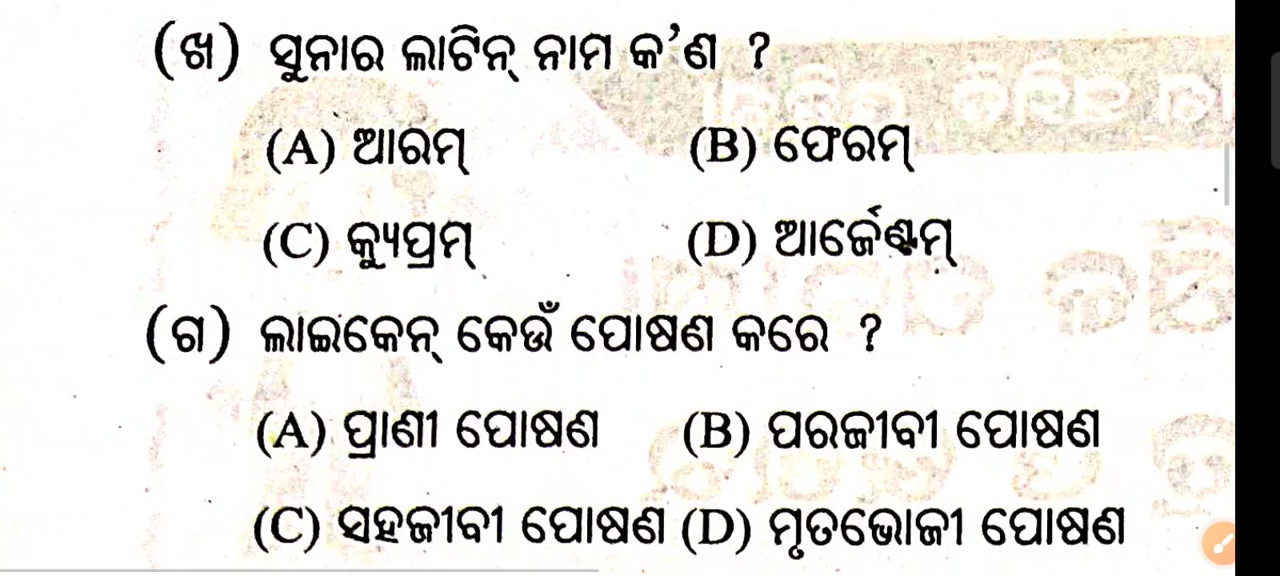 (ଖ) ସୁନାର ଲାଟିନ୍ ନାମ କ'ଣ ?
(A) ଆରମ୍ (B) ଫେରମ୍
(C) କ୍ୟୁପ୍ରମ୍ (D) ଆର୍ଜେଣ୍ଟମ୍
(ଗ) ଲାଇକେନ୍ କେଉଁ ପୋଷଣ କରେ ?
(A) ପ୍ରାଣୀ ପୋଷଣ (B) ପରଜୀବୀ ପୋଷଣ
(C) ସହଜୀବୀ ପୋଷଣ (D) ମୃତଭୋଜୀ ପୋଷଣ